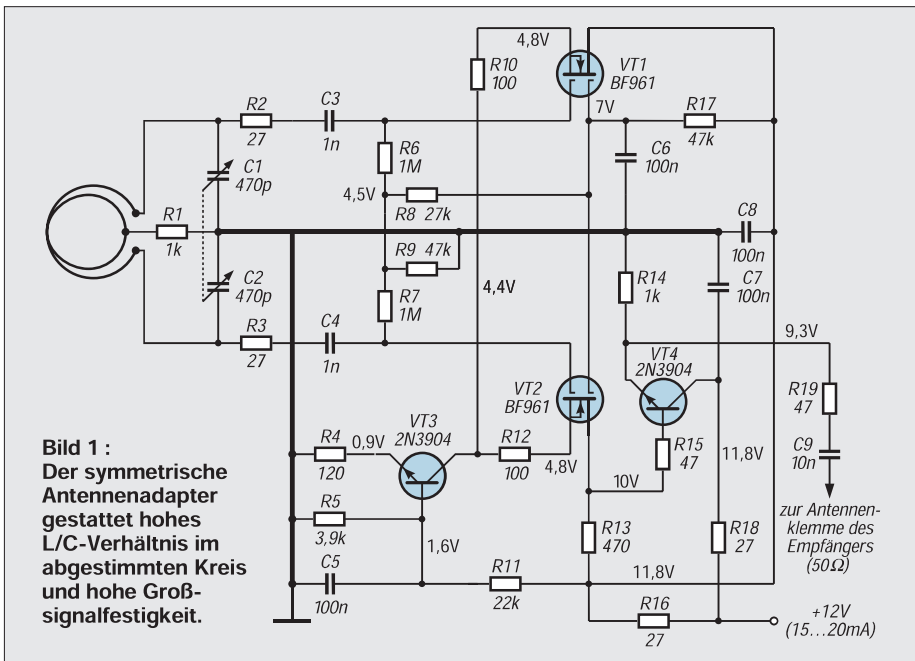 4,8V
R10
100
VT1
BF961
R2
27
C3
1n
7V
R17
47k
C1
470p
R6
1M
C6
100n
4,5V
R8 27k
C8
100n
R1
1k
R9 47k
C2
470p
R7
1M
4,4V
R14
1k
C7
100n
R3
27
C4
1n
9,3V
VT4
2N3904
VT2
BF961
R19
47
VT3
2N3904
R15
47
11,8V
C9
10n
R4
120
0,9V
R12
100
4,8V
10V
zur Antennen-
klemme des
Empfängers
(50Ω)
R5
3,9k
1,6V
R13
470
R18
27
C5
100n
R11
22k
11,8V
R16
27
+12V
(15...20mA)
Bild 1 :
Der symmetrische
Antennenadapter
gestattet hohes
L/C-Verhältnis im
abgestimmten Kreis
und hohe Groß-
signalfestigkeit.